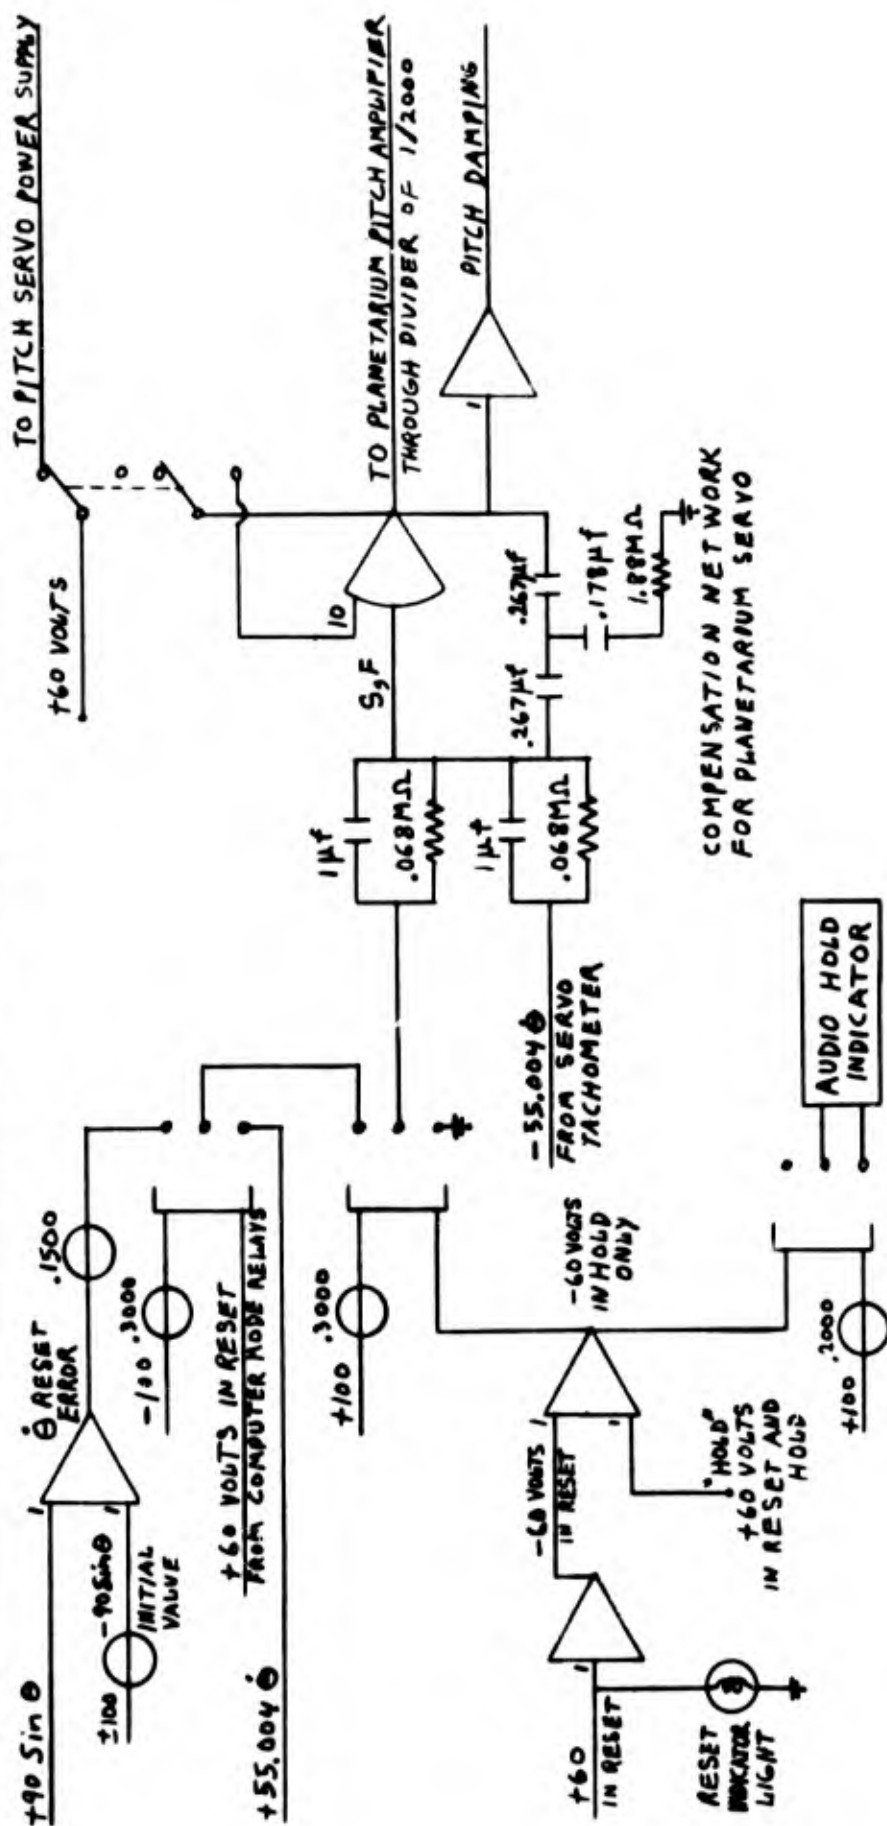 +90 Sin θ
1
±100
-90 Sin θ
INITIAL
VALUE
1
θ̇ RESET
ERROR
.1500
-100
.3000
+60 VOLTS IN RESET
FROM COMPUTER MODE RELAYS
+55.004 θ̇
+100
.3000
+60
IN RESET
RESET
INDICATOR
LIGHT
1
-60 VOLTS
IN RESET
1
1
"HOLD"
+60 VOLTS
IN RESET AND
HOLD
-60 VOLTS
IN HOLD
ONLY
+100
.2000
AUDIO HOLD
INDICATOR
-55.004 θ̇
FROM SERVO
TACHOMETER
1µf
.068MΩ
1µf
.068MΩ
S,F
10
.267µf
.267µf
.178µf
1.88MΩ
COMPENSATION NETWORK
FOR PLANETARIUM SERVO
+60 VOLTS
TO PITCH SERVO POWER SUPPLY
TO PLANETARIUM PITCH AMPLIFIER
THROUGH DIVIDER OF 1/2000
1
PITCH DAMPING